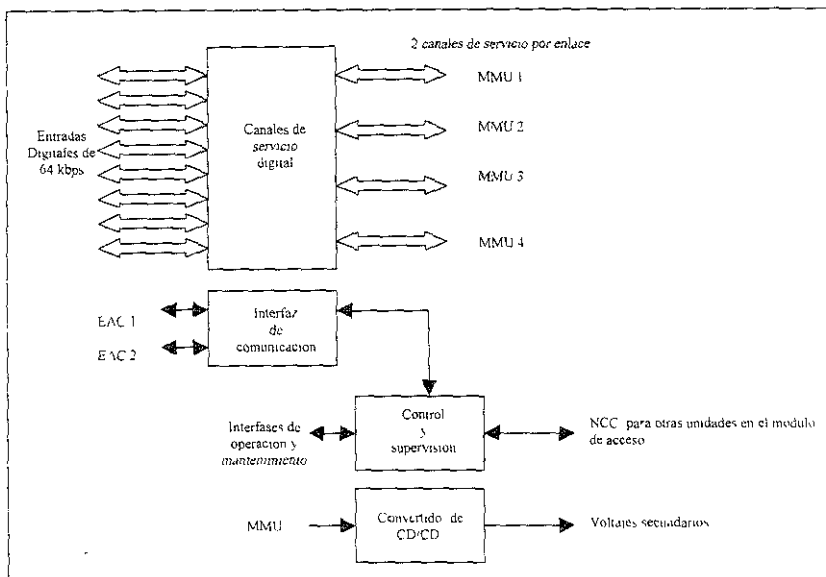 2 canales de servicio por enlace
MMU 1
MMU 2
MMU 3
MMU 4
Entradas
Digitales de
64 kbps
Canales de
servicio
digital
EAC 1
EAC 2
Interfaz
de
comunicacion
Control
y
supervision
Interfases de
operacion y
mantenimiento
NCC para otras unidades en el modulo
de acceso
MMU
Convertido de
CD/CD
Voltajes secundarios